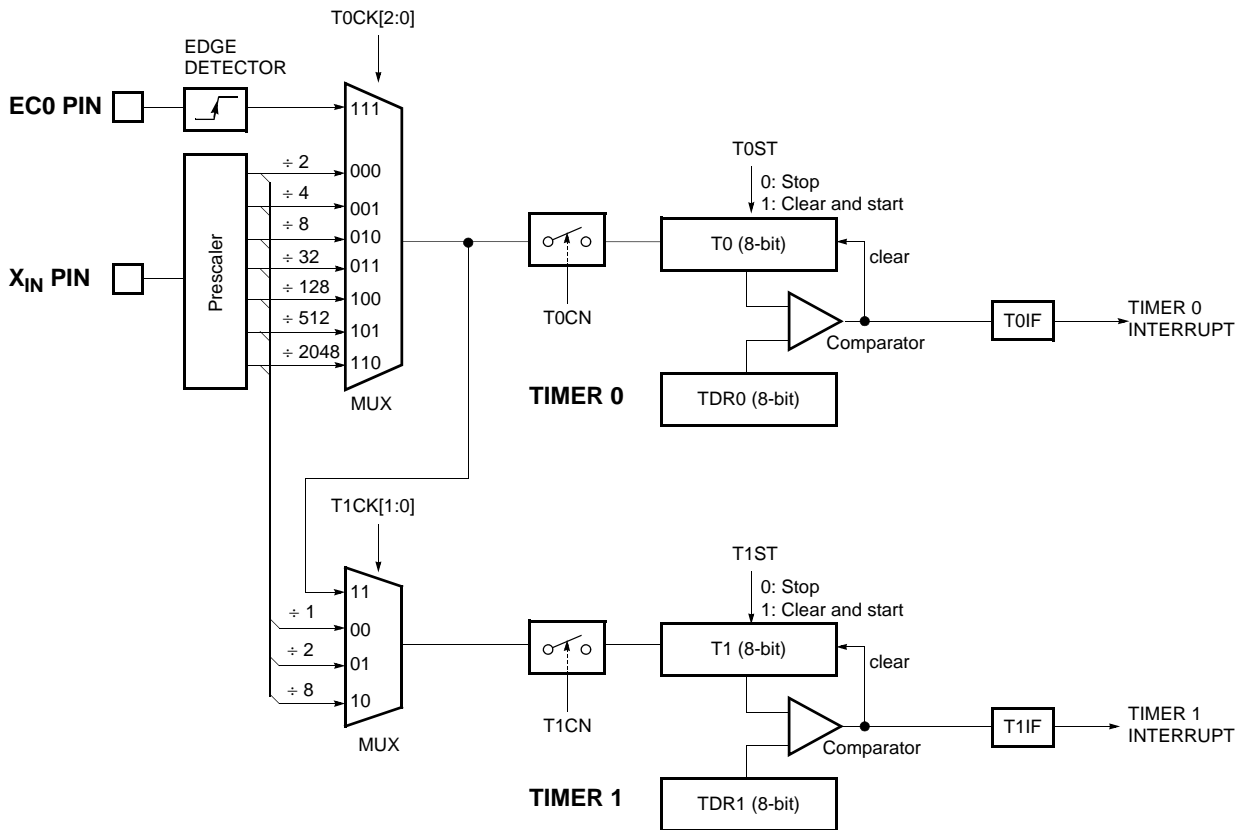 T0CK[2:0]
EDGE
DETECTOR
EC0 PIN
111
XIN PIN
Prescaler
÷ 2
000
÷ 4
001
÷ 8
010
÷ 32
011
÷ 128
100
÷ 512
101
÷ 2048
110
MUX
T0CN
T0ST
0: Stop
1: Clear and start
T0 (8-bit)
clear
Comparator
T0IF
TIMER 0
INTERRUPT
TIMER 0
TDR0 (8-bit)
T1CK[1:0]
11
÷ 1
00
÷ 2
01
÷ 8
10
MUX
T1CN
T1ST
0: Stop
1: Clear and start
T1 (8-bit)
clear
Comparator
T1IF
TIMER 1
INTERRUPT
TIMER 1
TDR1 (8-bit)